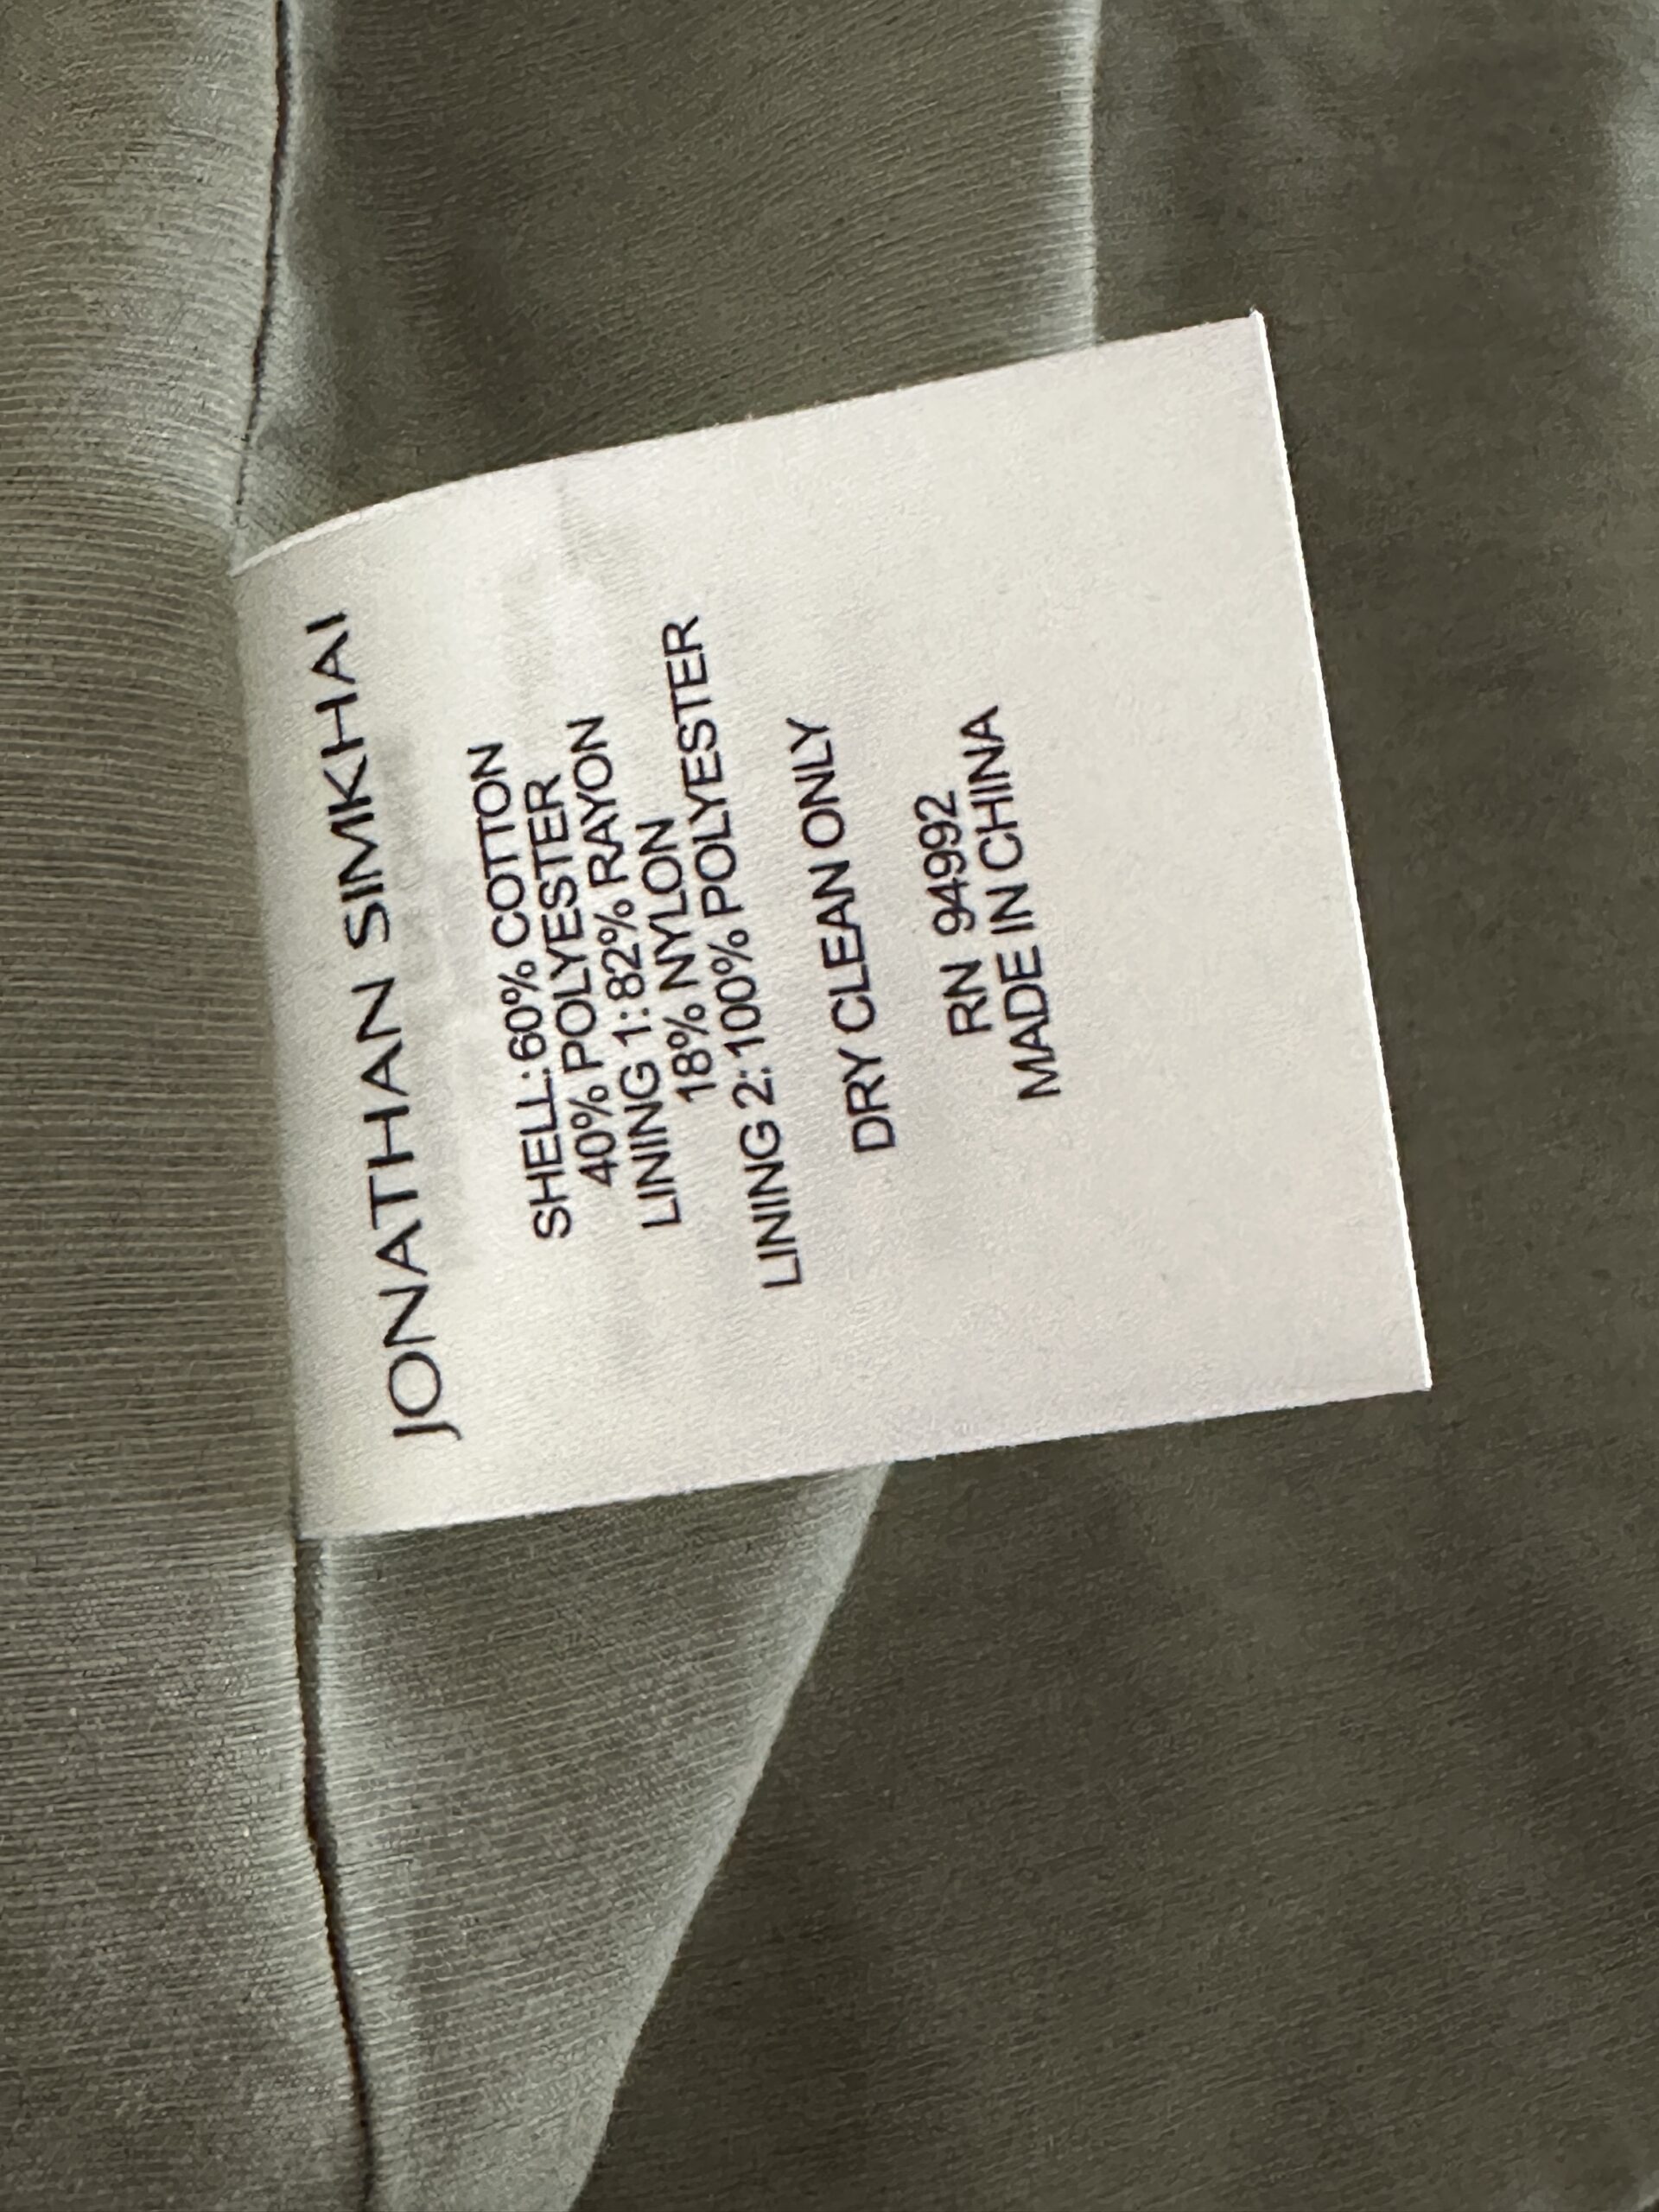 JONATHAN SIMKHAI
SHELL: 60% COTTON
40% POLYESTER
LINING 1: 82% RAYON
18% NYLON
LINING 2: 100% POLYESTER
DRY CLEAN ONLY
RN 94992
MADE IN CHINA